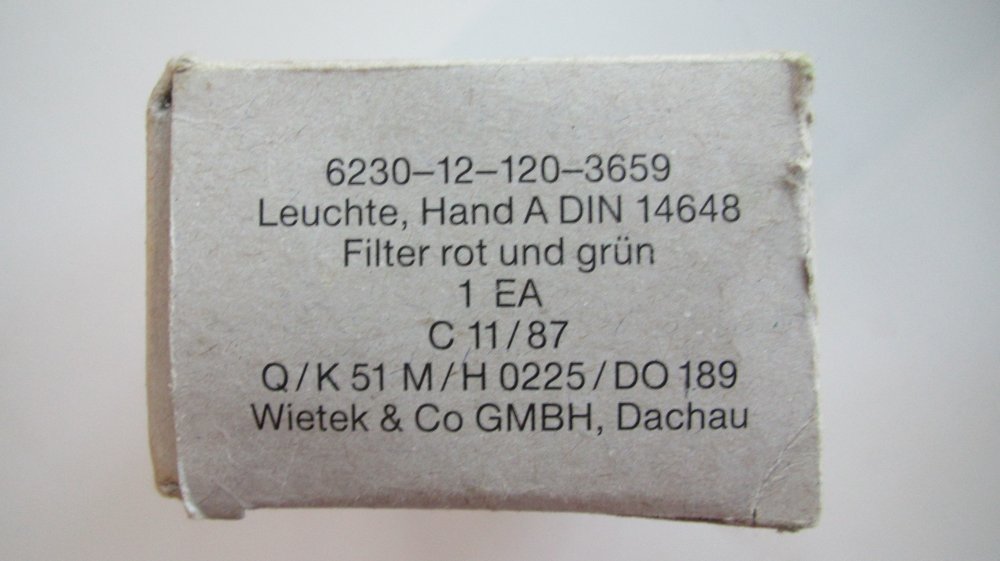 6230–12–120–3659
Leuchte, Hand A DIN 14648
Filter rot und grün
1 EA
C 11/87
Q/K 51 M/H 0225/DO 189
Wietek & Co GMBH, Dachau